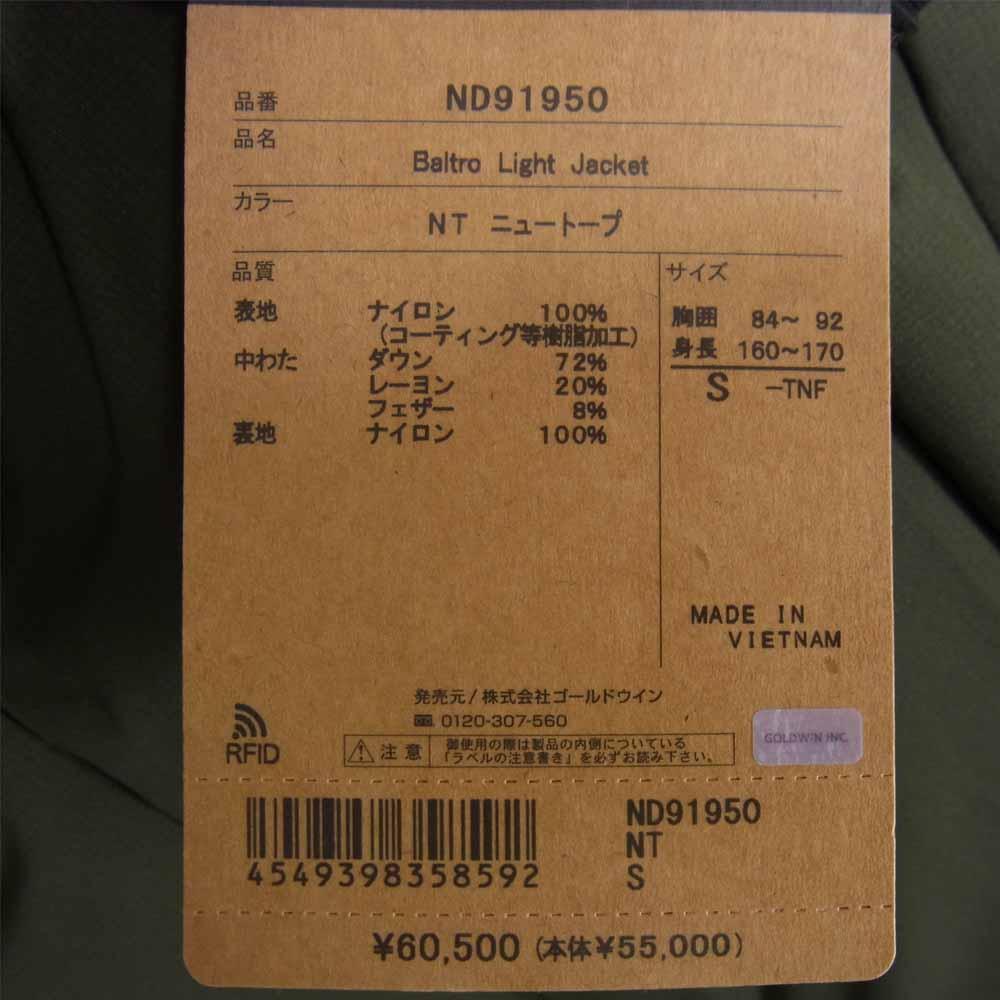 品番 ND91950
品名
Baltro Light Jacket
カラー
NT ニュートープ
品質
表地 ナイロン 100%
(コーティング等樹脂加工)
中わた ダウン 72%
レーヨン 20%
フェザー 8%
裏地 ナイロン 100%
サイズ
胸囲 84〜 92
身長 160〜170
S -TNF
MADE IN
VIETNAM
発売元/株式会社ゴールドウイン
0120-307-560
RFID
注意
御使用の際は製品の内側についている
「ラベルの注意書き」を必ずお読み下さい。
GOLDWIN INC.
4549398358592
ND91950
NT
S
¥60,500 (本体¥55,000)